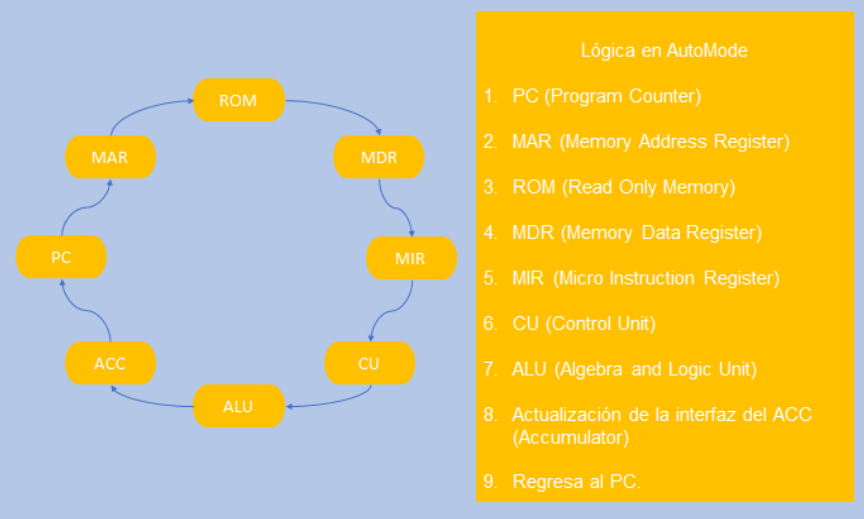 ROM
MAR
MDR
PC
MIR
ACC
CU
ALU
Lógica en AutoMode
1. PC (Program Counter)
2. MAR (Memory Address Register)
3. ROM (Read Only Memory)
4. MDR (Memory Data Register)
5. MIR (Micro Instruction Register)
6. CU (Control Unit)
7. ALU (Algebra and Logic Unit)
8. Actualización de la interfaz del ACC
(Accumulator)
9. Regresa al PC.